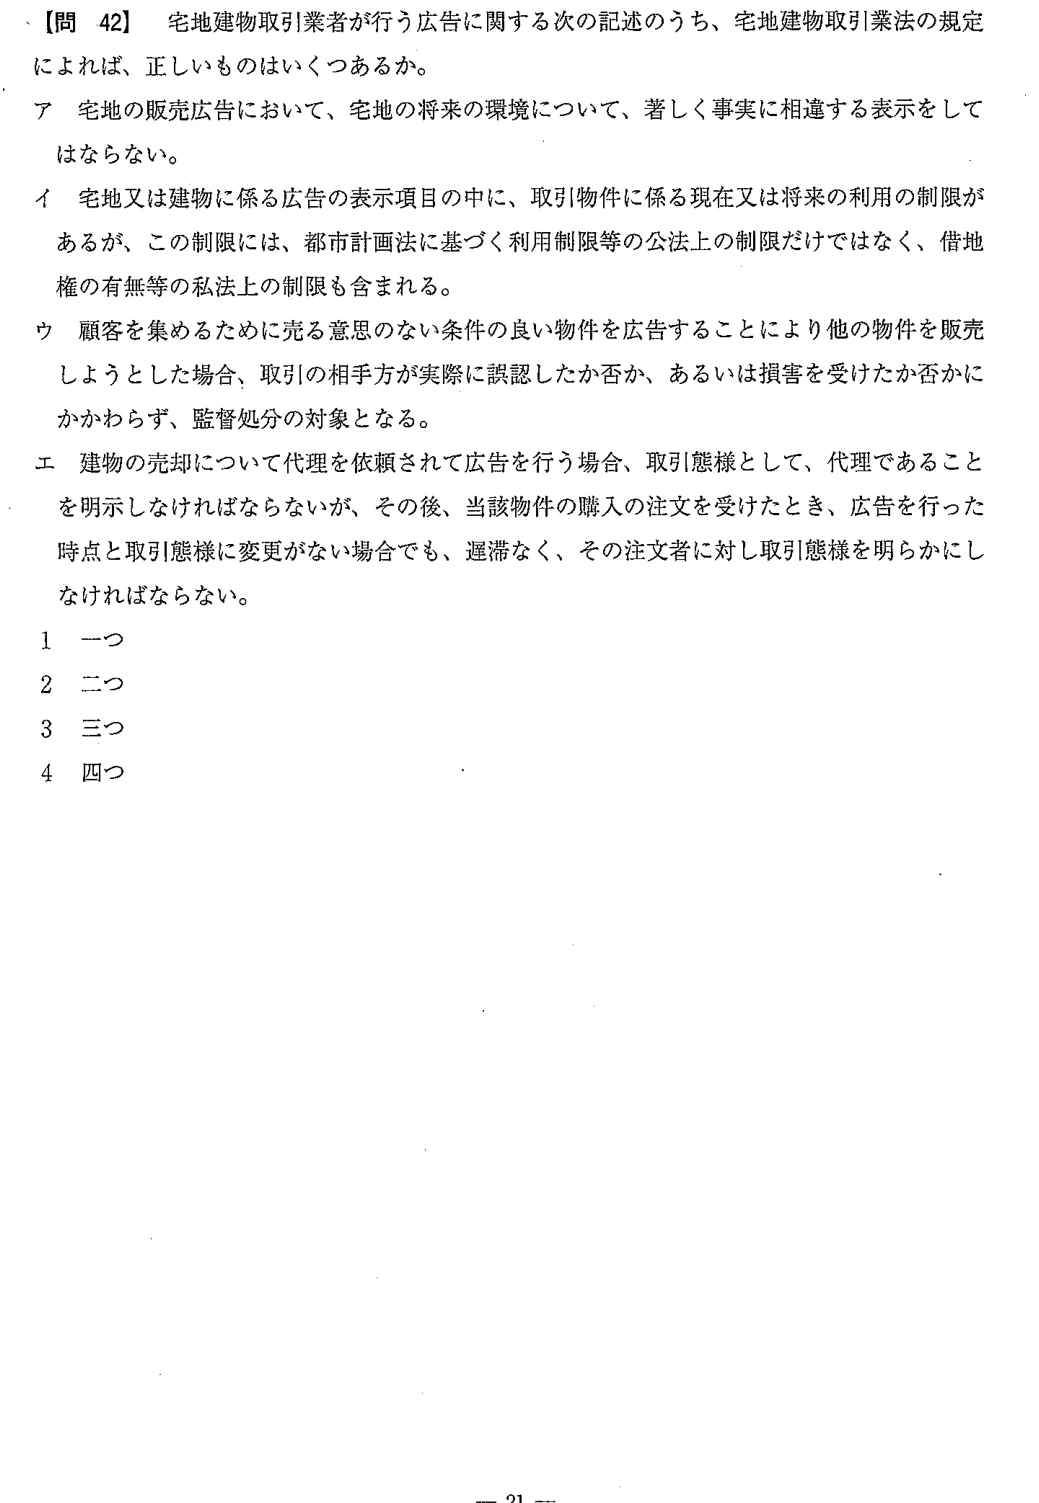 【問　42】　宅地建物取引業者が行う広告に関する次の記述のうち、宅地建物取引業法の規定
によれば、正しいものはいくつあるか。
ア　宅地の販売広告において、宅地の将来の環境について、著しく事実に相違する表示をして
はならない。
イ　宅地又は建物に係る広告の表示項目の中に、取引物件に係る現在又は将来の利用の制限が
あるが、この制限には、都市計画法に基づく利用制限等の公法上の制限だけではなく、借地
権の有無等の私法上の制限も含まれる。
ウ　顧客を集めるために売る意思のない条件の良い物件を広告することにより他の物件を販売
しようとした場合、取引の相手方が実際に誤認したか否か、あるいは損害を受けたか否かに
かかわらず、監督処分の対象となる。
エ　建物の売却について代理を依頼されて広告を行う場合、取引態様として、代理であること
を明示しなければならないが、その後、当該物件の購入の注文を受けたとき、広告を行った
時点と取引態様に変更がない場合でも、遅滞なく、その注文者に対し取引態様を明らかにし
なければならない。
1　一つ
2　二つ
3　三つ
4　四つ
― 21 ―